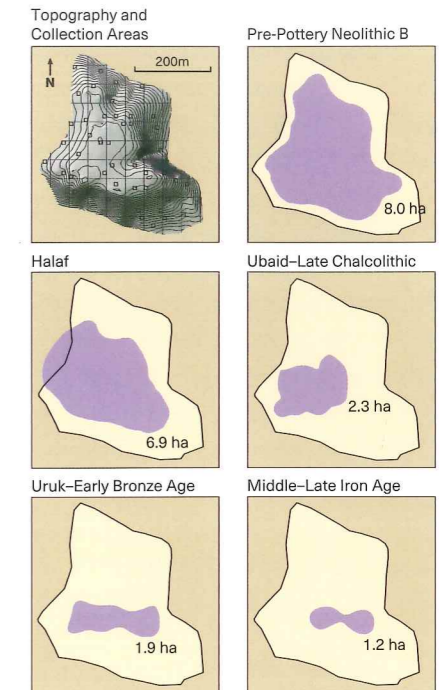 Topography and
Collection Areas
N
200m
Pre-Pottery Neolithic B
8.0 ha
Halaf
6.9 ha
Ubaid–Late Chalcolithic
2.3 ha
Uruk–Early Bronze Age
1.9 ha
Middle–Late Iron Age
1.2 ha